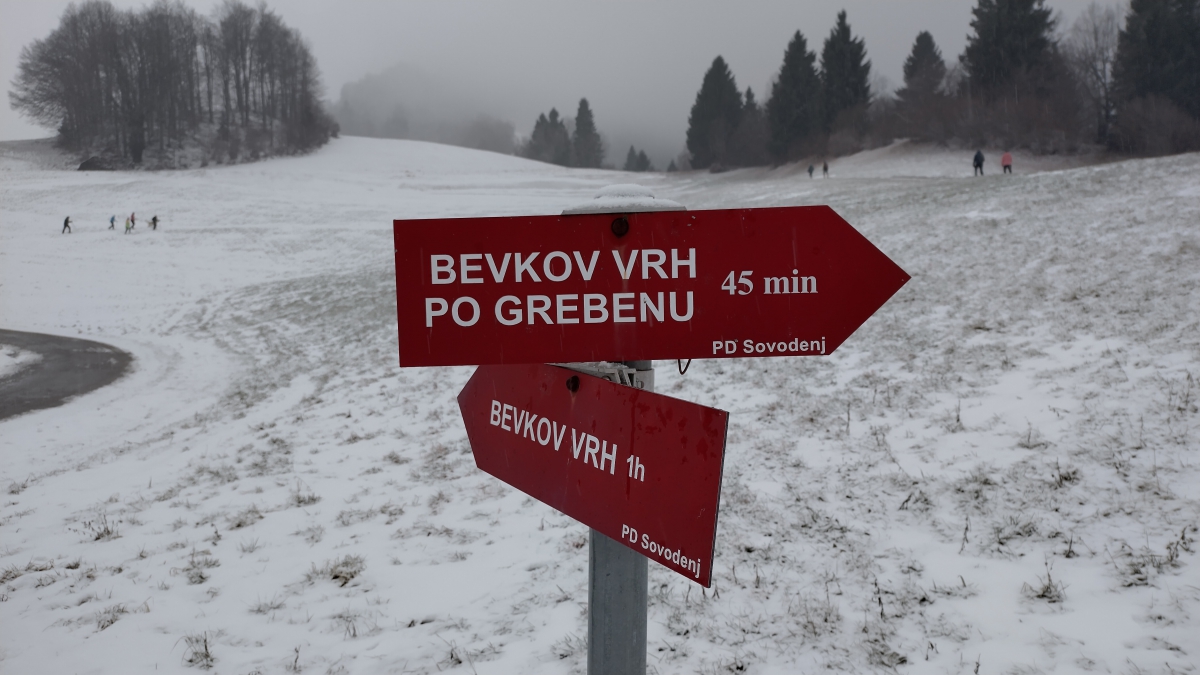 BEVKOV VRH
PO GREBENU
45 min
PD Sovodenj
BEVKOV VRH 1h
PD Sovodenj